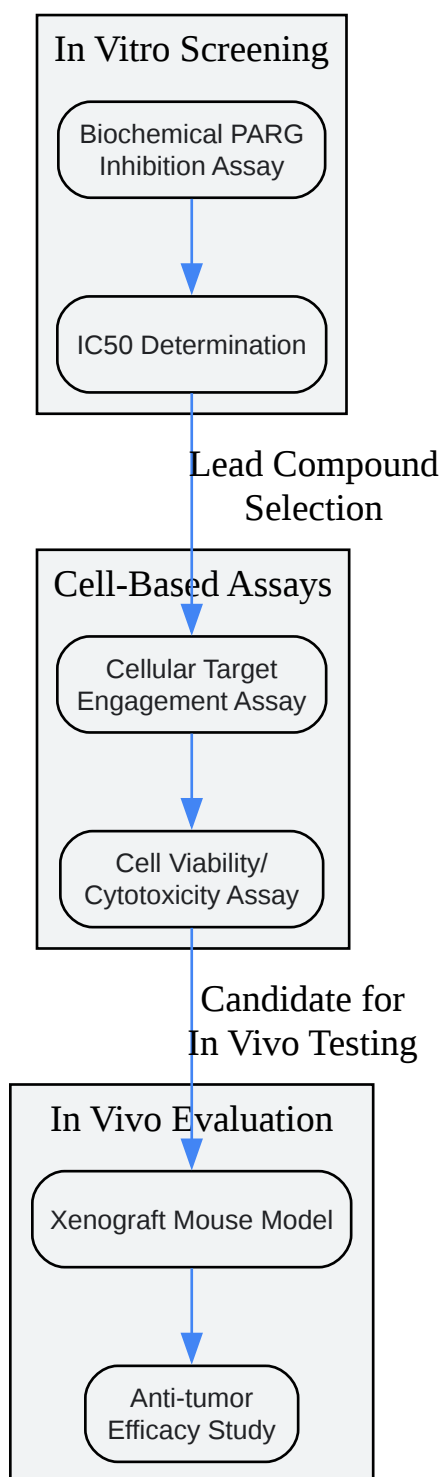 In Vitro Screening
Biochemical PARG
Inhibition Assay
IC50 Determination
Lead Compound
Selection
Cell-Based Assays
Cellular Target
Engagement Assay
Cell Viability/
Cytotoxicity Assay
Candidate for
In Vivo Testing
In Vivo Evaluation
Xenograft Mouse Model
Anti-tumor
Efficacy Study